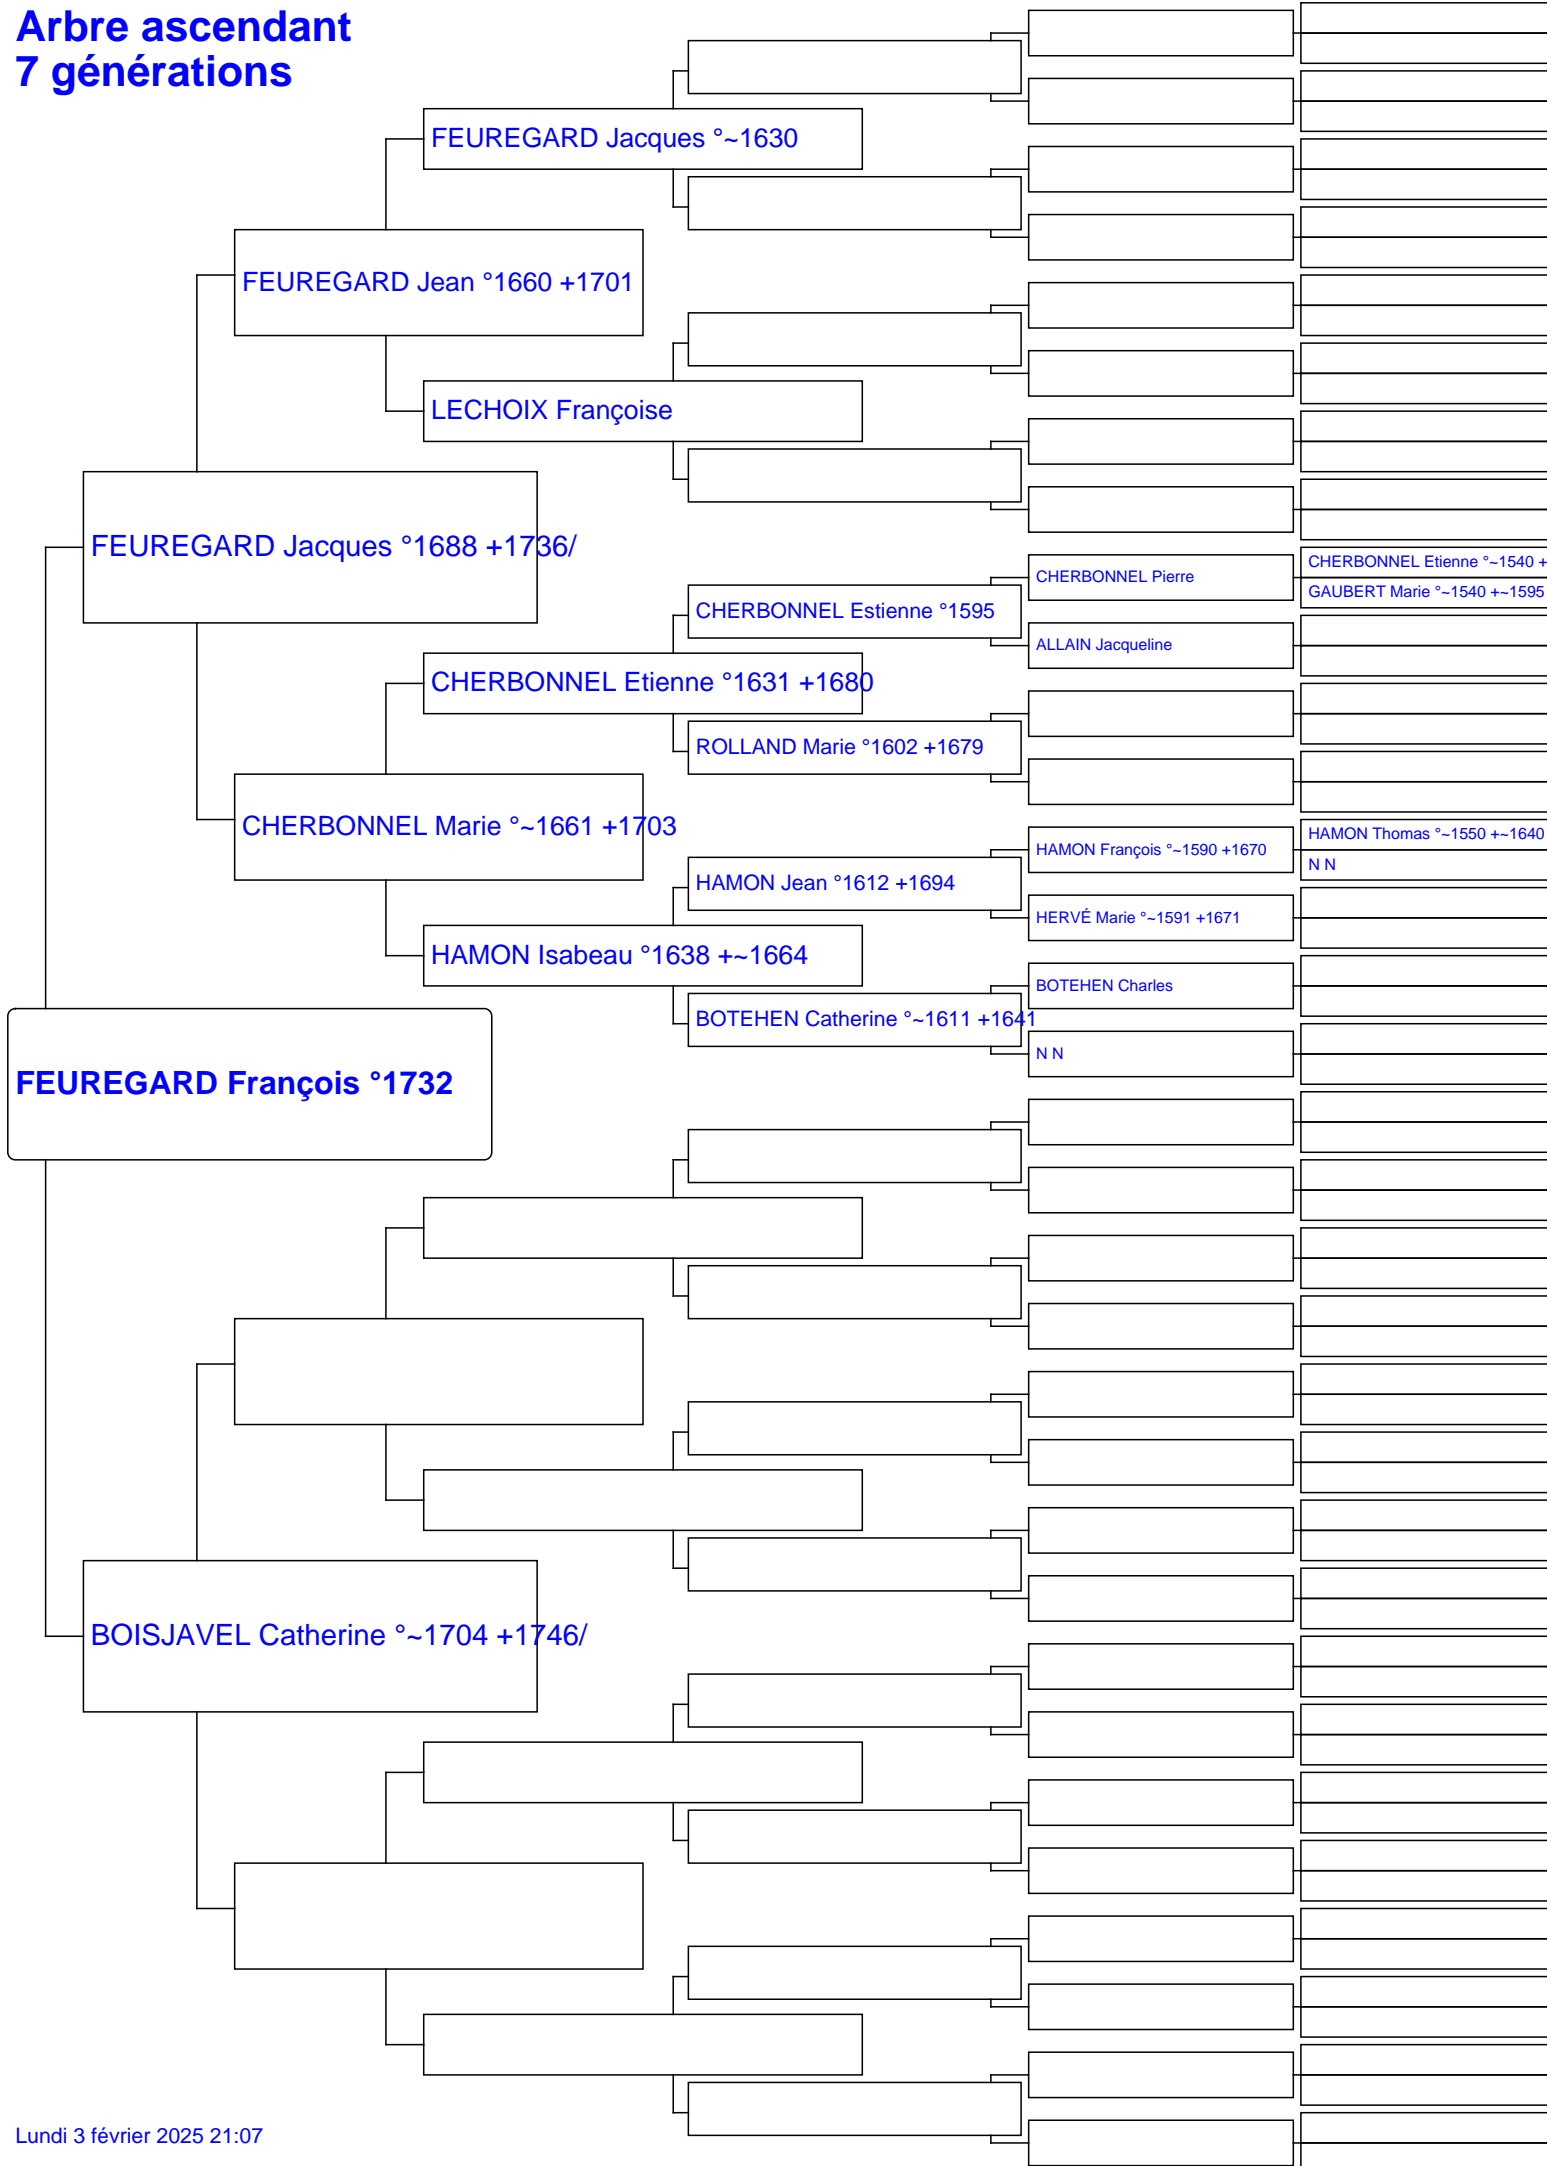 Arbre ascendant
7 générations
FEUREGARD Jacques °~1630
FEUREGARD Jean °1660 +1701
LECHOIX Françoise
FEUREGARD Jacques °1688 +1736/
CHERBONNEL Etienne °~1540 +
CHERBONNEL Pierre
GAUBERT Marie °~1540 +~1595
CHERBONNEL Estienne °1595
ALLAIN Jacqueline
CHERBONNEL Etienne °1631 +1680
ROLLAND Marie °1602 +1679
CHERBONNEL Marie °~1661 +1703
HAMON Thomas °~1550 +~1640
HAMON François °~1590 +1670
N N
HAMON Jean °1612 +1694
HERVÉ Marie °~1591 +1671
HAMON Isabeau °1638 +~1664
BOTEHEN Charles
BOTEHEN Catherine °~1611 +1641
N N
FEUREGARD François °1732
BOISJAVEL Catherine °~1704 +1746/
Lundi 3 février 2025 21:07